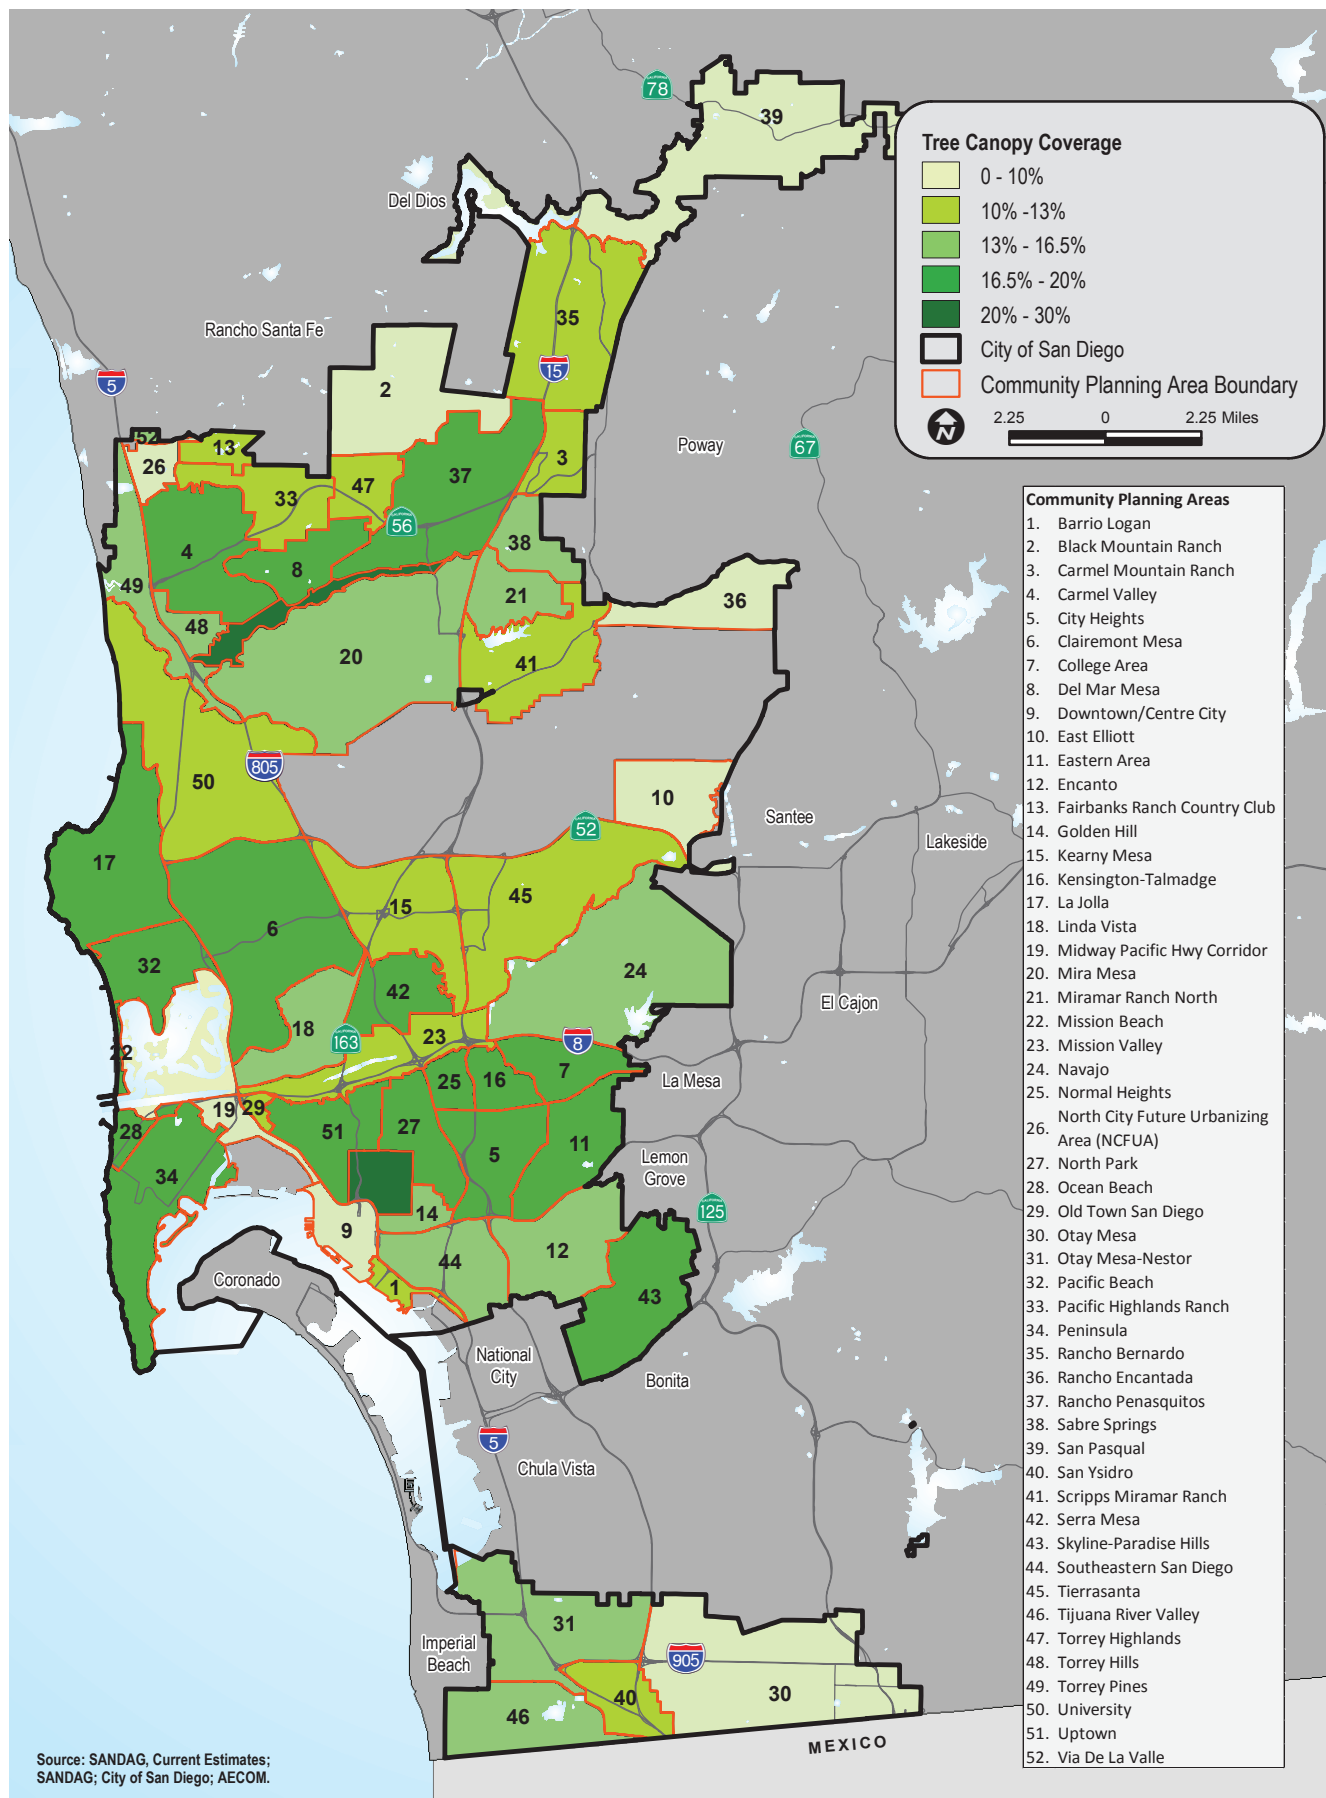 78
39
Tree Canopy Coverage
0 - 10%
10% -13%
13% - 16.5%
16.5% - 20%
20% - 30%
City of San Diego
Community Planning Area Boundary
N
2.25 0 2.25 Miles
Del Dios
35
Rancho Santa Fe
15
5
2
Poway
67
52
13
26
3
37
47
33
56
38
4
8
49
21
36
48
20
41
805
50
10
Santee
52
Lakeside
17
45
15
6
32
24
42
El Cajon
18
163
23
8
22
La Mesa
7
25
16
19
29
28
51
27
5
11
Lemon
Grove
34
125
14
9
12
44
Coronado
1
43
National
City
Bonita
5
Chula Vista
31
Imperial
Beach
905
40
30
46
MEXICO
Community Planning Areas
1. Barrio Logan
2. Black Mountain Ranch
3. Carmel Mountain Ranch
4. Carmel Valley
5. City Heights
6. Clairemont Mesa
7. College Area
8. Del Mar Mesa
9. Downtown/Centre City
10. East Elliott
11. Eastern Area
12. Encanto
13. Fairbanks Ranch Country Club
14. Golden Hill
15. Kearny Mesa
16. Kensington-Talmadge
17. La Jolla
18. Linda Vista
19. Midway Pacific Hwy Corridor
20. Mira Mesa
21. Miramar Ranch North
22. Mission Beach
23. Mission Valley
24. Navajo
25. Normal Heights
26. North City Future Urbanizing
Area (NCFUA)
27. North Park
28. Ocean Beach
29. Old Town San Diego
30. Otay Mesa
31. Otay Mesa-Nestor
32. Pacific Beach
33. Pacific Highlands Ranch
34. Peninsula
35. Rancho Bernardo
36. Rancho Encantada
37. Rancho Penasquitos
38. Sabre Springs
39. San Pasqual
40. San Ysidro
41. Scripps Miramar Ranch
42. Serra Mesa
43. Skyline-Paradise Hills
44. Southeastern San Diego
45. Tierrasanta
46. Tijuana River Valley
47. Torrey Highlands
48. Torrey Hills
49. Torrey Pines
50. University
51. Uptown
52. Via De La Valle
Source: SANDAG, Current Estimates;
SANDAG; City of San Diego; AECOM.